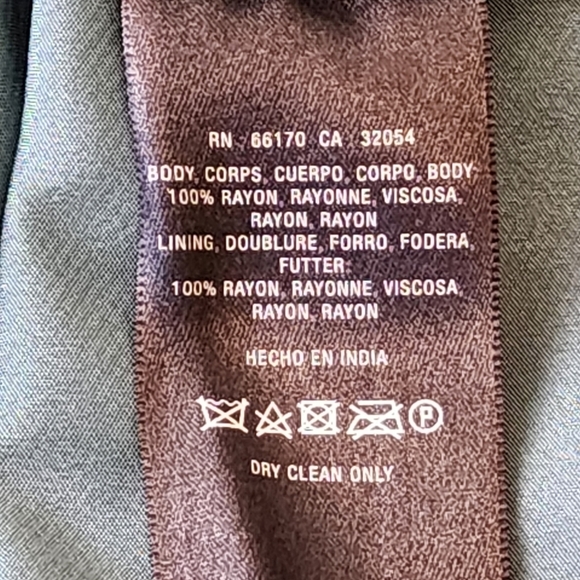 RN 66170 CA 32054
BODY, CORPS, CUERPO, CORPO, BODY:
100% RAYON, RAYONNE, VISCOSA,
RAYON, RAYON
LINING, DOUBLURE, FORRO, FODERA,
FUTTER:
100% RAYON, RAYONNE, VISCOSA,
RAYON, RAYON
HECHO EN INDIA
P
DRY CLEAN ONLY